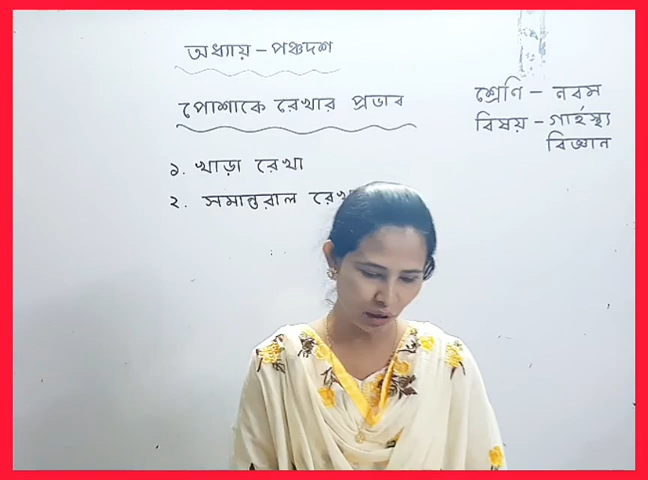 অধ্যায় - পঞ্চদশ
পোশাকে রেখার প্রভাব
১. খাড়া রেখা
২. সমান্তরাল
শ্রেণি - নবম
বিষয় - গার্হস্থ্য
বিজ্ঞান